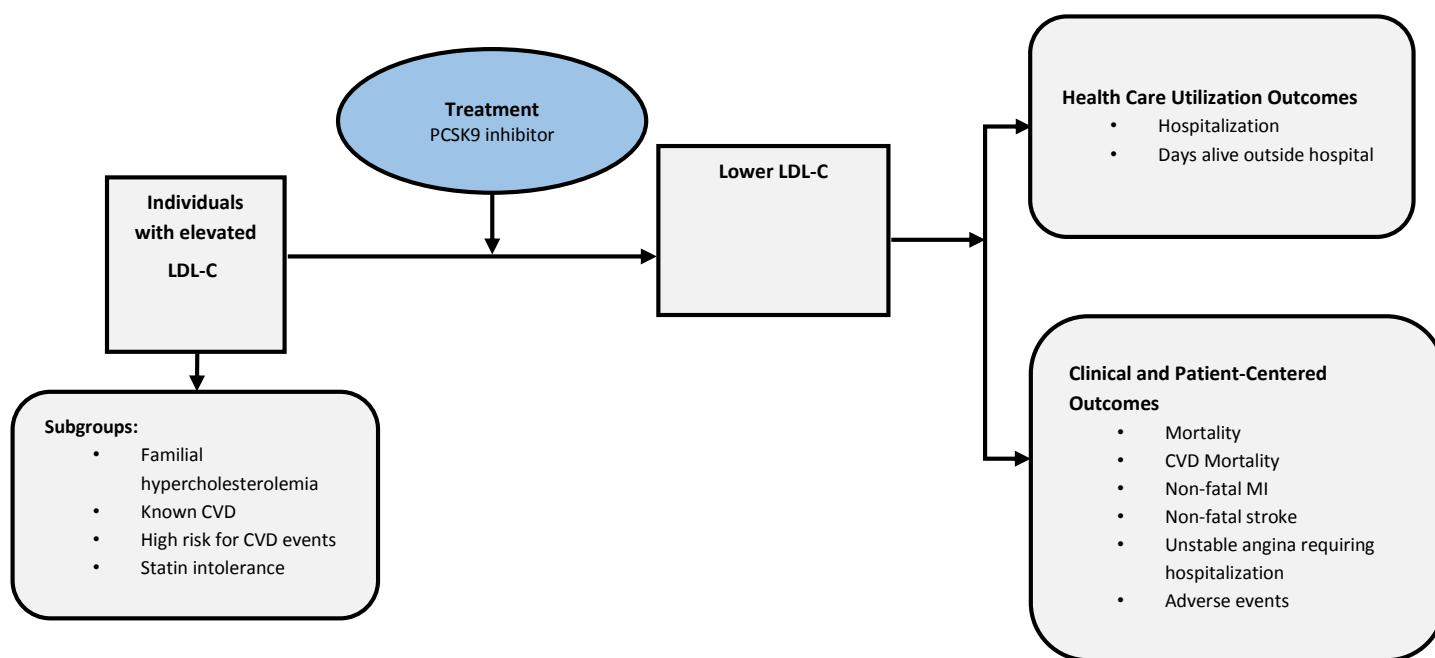 Treatment
PCSK9 inhibitor
Individuals
with elevated
LDL-C
Lower LDL-C
Health Care Utilization Outcomes
• Hospitalization
• Days alive outside hospital
Subgroups:
• Familial
hypercholesterolemia
• Known CVD
• High risk for CVD events
• Statin intolerance
Clinical and Patient-Centered
Outcomes
• Mortality
• CVD Mortality
• Non-fatal MI
• Non-fatal stroke
• Unstable angina requiring
hospitalization
• Adverse events